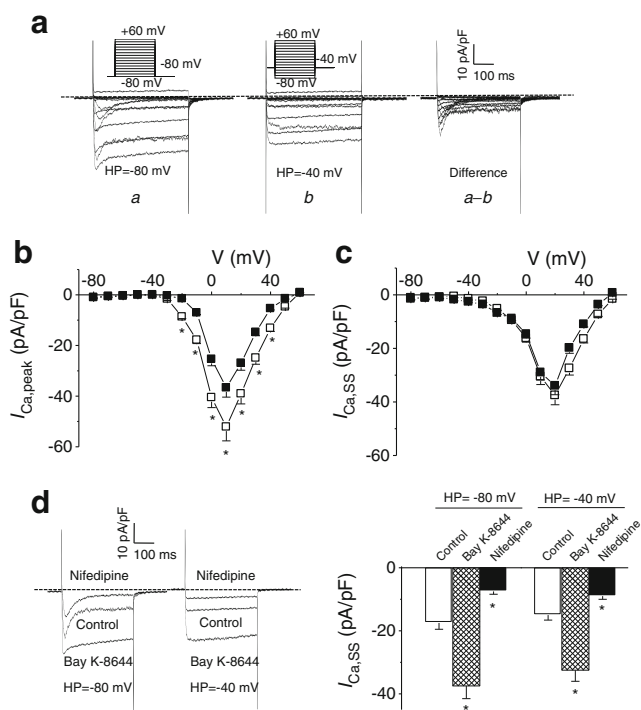 a
+60 mV
-80 mV
-80 mV
HP=-80 mV
a
+60 mV
-40 mV
-80 mV
HP=-40 mV
b
10 pA/pF
100 ms
Difference
a–b
b
V (mV)
-80
-40
0
40
0
-20
-40
-60
I Ca,peak (pA/pF)
*
*
*
*
*
*
*
c
V (mV)
-80
-40
0
40
0
-20
-40
-60
I Ca,SS (pA/pF)
d
10 pA/pF
100 ms
Nifedipine
Nifedipine
Control
Control
Bay K-8644
Bay K-8644
HP=-80 mV
HP=-40 mV
HP= -80 mV
HP= -40 mV
Control
Bay K-8644
Nifedipine
Control
Bay K-8644
Nifedipine
0
-20
-40
I Ca,SS (pA/pF)
*
*
*
*